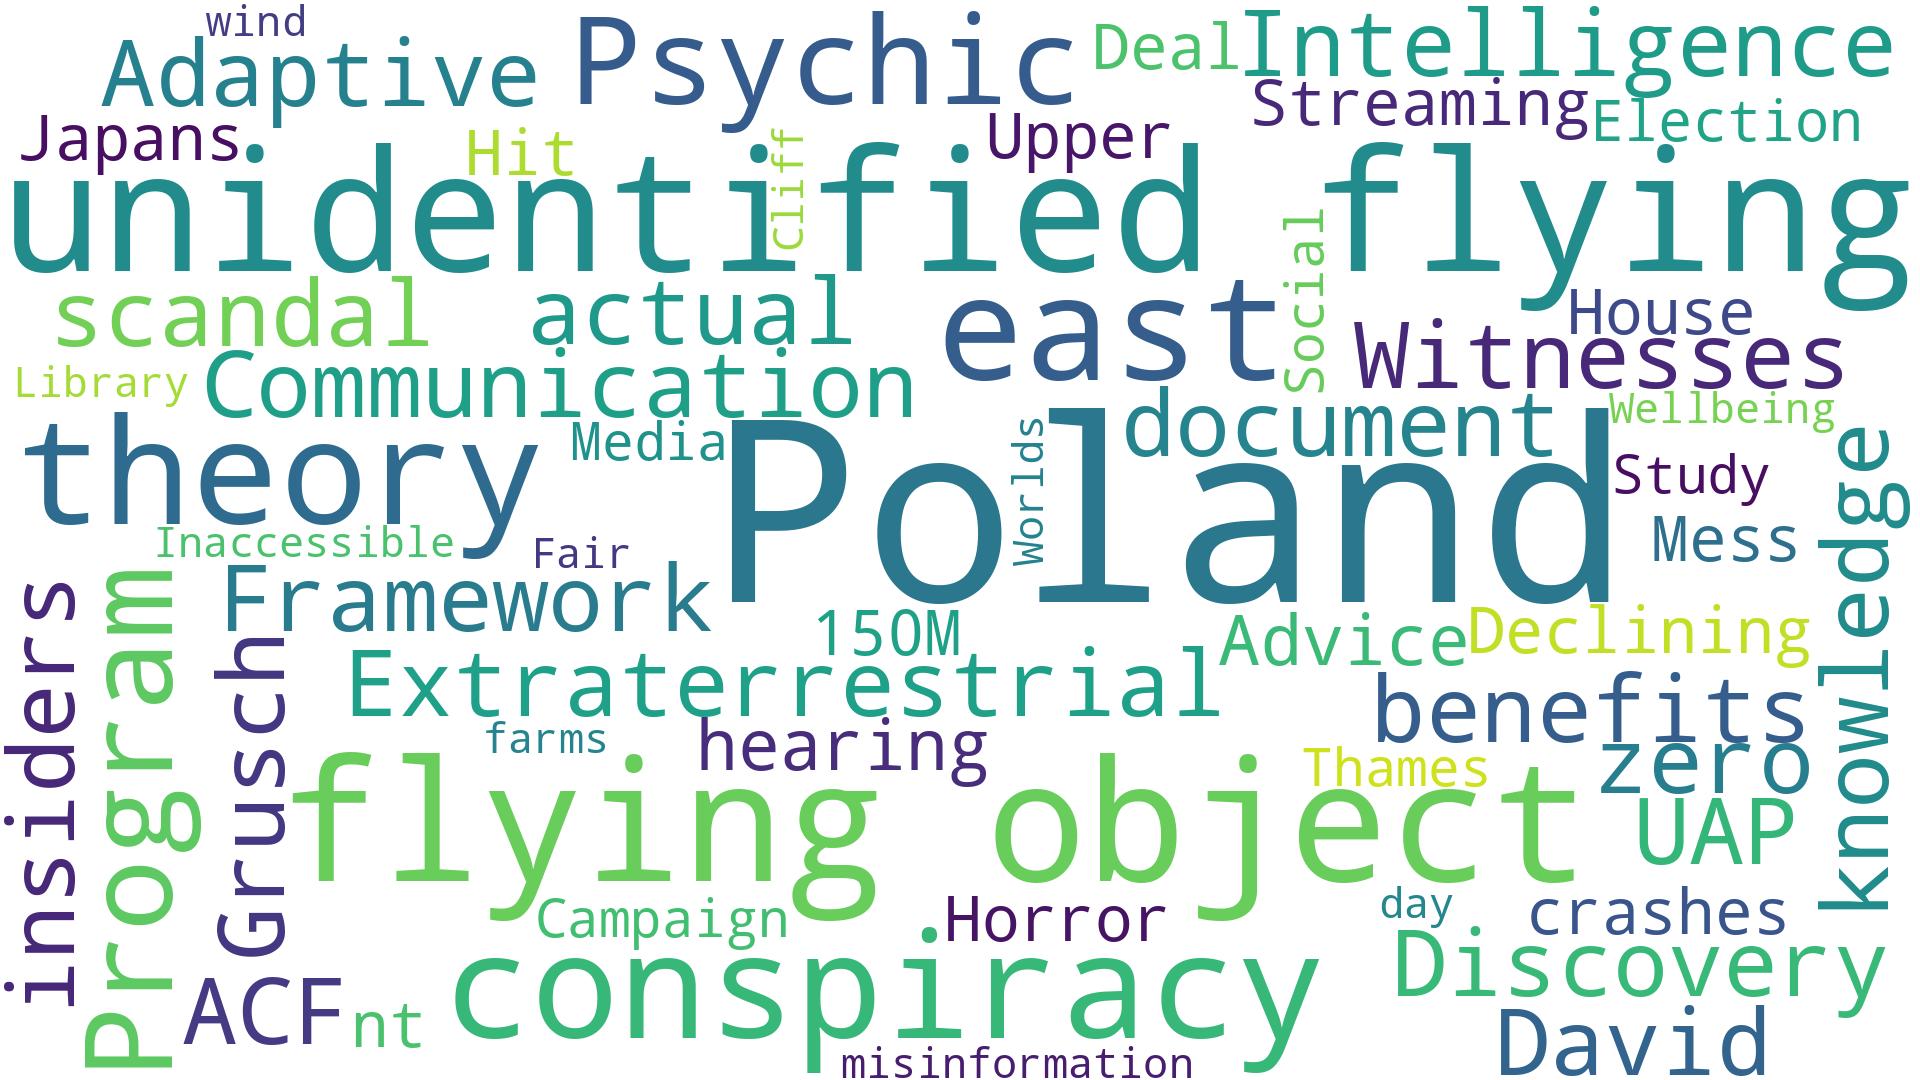 wind
Adaptive
Psychic
Deal
Intelligence
Japans
Hit
Cliff
Upper
Streaming
Election
unidentified flying
scandal
actual
east
Social
House
Witnesses
Library
Communication
document
Wellbeing
theory
Media
Poland
Worlds
Study
knowledge
Inaccessible
Fair
Mess
insiders
Program
Framework
Grusch
150M
Advice
Declining
Extraterrestrial
benefits
farms
hearing
Thames
zero
flying object
UAP
Campaign
Horror
day
crashes
conspiracy
Discovery
ACF
nt
David
misinformation